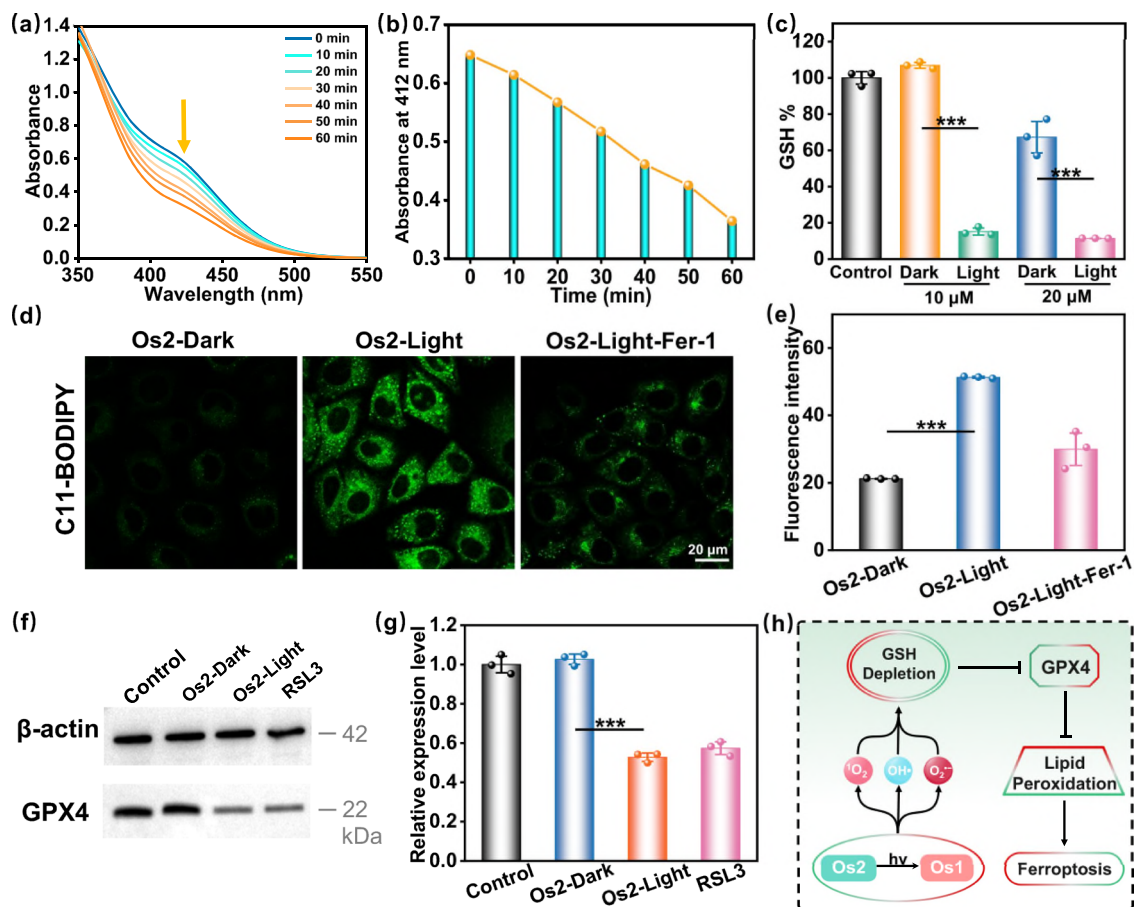 (a)
1.4
1.2
1.0
0.8
0.6
0.4
0.2
0.0
Absorbance
0 min
10 min
20 min
30 min
40 min
50 min
60 min
350 400 450 500 550
Wavelength (nm)
(b)
0.7
0.6
0.5
0.4
0.3
Absorbance at 412 nm
0 10 20 30 40 50 60
Time (min)
(c)
120
100
80
60
40
20
0
GSH %
***
***
Control Dark Light Dark Light
10 μM 20 μM
(d)
Os2-Dark Os2-Light Os2-Light-Fer-1
C11-BODIPY
20 μm
(e)
60
40
20
0
Fluorescence intensity
***
Os2-Dark Os2-Light Os2-Light-Fer-1
(f)
Control Os2-Dark Os2-Light RSL3
β-actin 42
GPX4 22
kDa
(g)
1.2
1.0
0.8
0.6
0.4
0.2
0.0
Relative expression level
***
Control Os2-Dark Os2-Light RSL3
(h)
GSH
Depletion
GPX4
¹O₂ OH• O₂•−
Lipid
Peroxidation
Os2 hv Os1
Ferroptosis